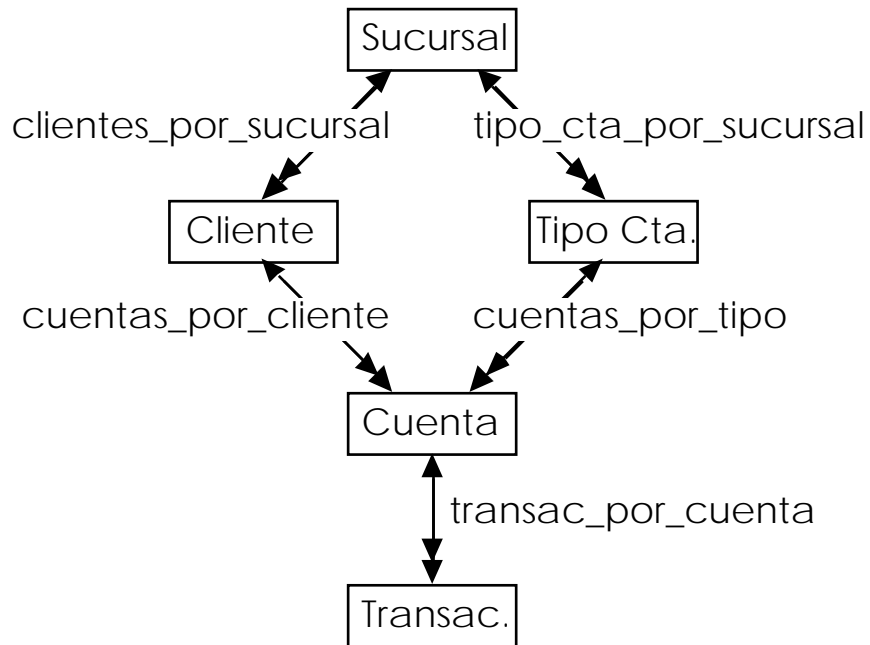 Sucursal
clientes_por_sucursal
tipo_cta_por_sucursal
Cliente
Tipo Cta.
cuentas_por_cliente
cuentas_por_tipo
Cuenta
transac_por_cuenta
Transac.